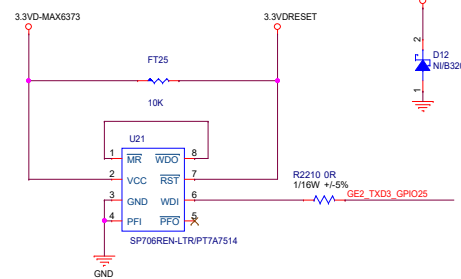 3.3VD-MAX6373
3.3VDRESET
FT25
10K
2
D12
NI/B320
1
U21
1 MR WDO 8
2 VCC RST 7
3 GND WDI 6
4 PFI PFO 5
SP706REN-LTR/PT7A7514
R2210 0R
1/16W +/-5%
GE2_TXD3_GPIO25
GND